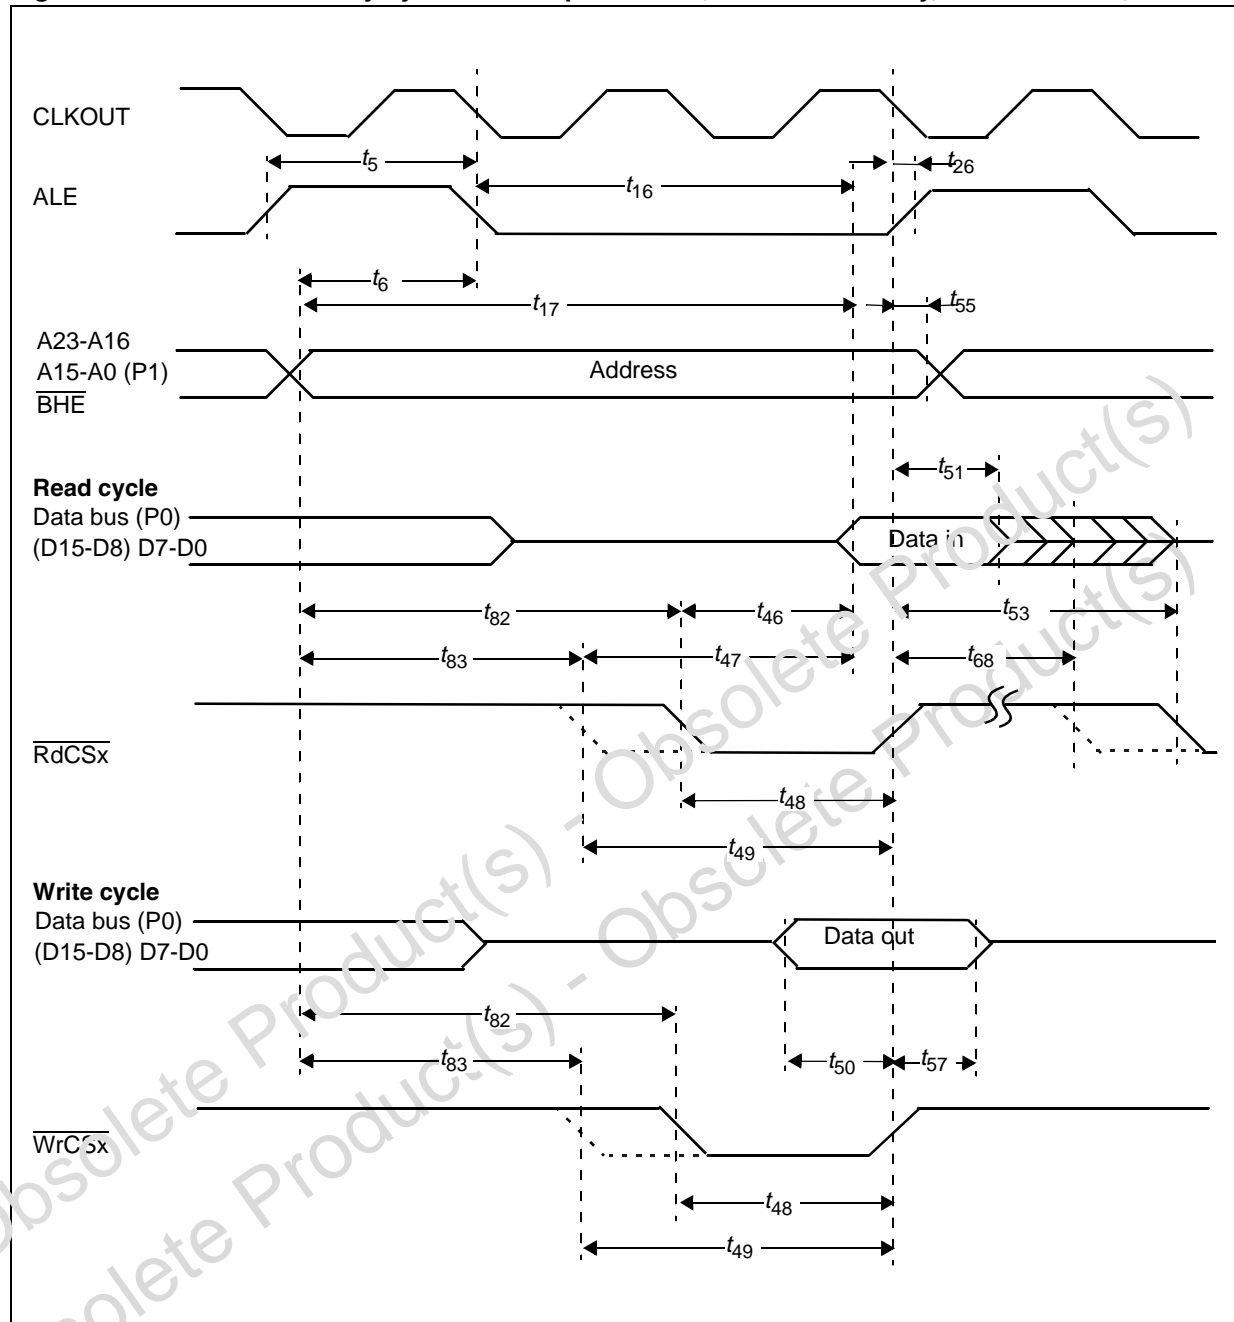 CLKOUT
t5
t26
ALE
t16
t6
t17
t55
A23-A16
A15-A0 (P1)
Address
BHE
t51
Read cycle
Data bus (P0)
(D15-D8) D7-D0
Data in
t82
t46
t53
t83
t47
t68
RdCSx
t48
t49
Write cycle
Data bus (P0)
(D15-D8) D7-D0
Data out
t82
t83
t50
t57
WrCSx
t48
t49
Obsolete Product(s) - Obsolete Product(s)
Obsolete Product(s) - Obsolete Product(s)